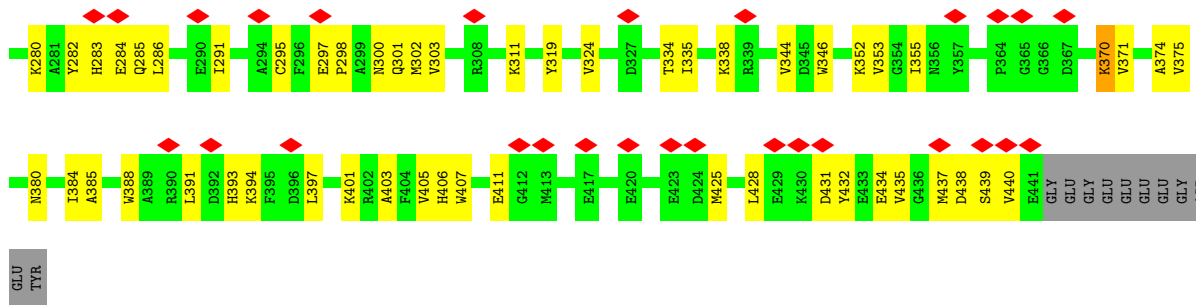 K280 A281 Y282 H283 E284 Q285 L286 E290 I291 A294 C295 F296 E297 P298 A299 N300 Q301 M302 V303 R308 K311 Y319 V324 D327 T334 I335 K338 R339 V344 D345 W346 K352 V353 G354 I355 N356 Y357 P364 G365 G366 D367 K370 V371 A374 V375
N380 I384 A385 W388 A389 R390 L391 D392 H393 K394 F395 D396 L397 K401 R402 A403 F404 V405 H406 W407 E411 G412 M413 E417 E420 E423 D424 M425 L428 E429 K430 D431 Y432 E433 E434 V435 G436 M437 D438 S439 V440 E441 GLY GLU GLY GLU GLU GLU GLU GLY
GLU TYR